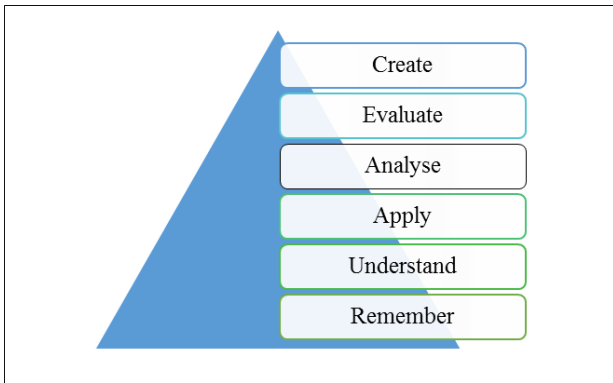 Create
Evaluate
Analyse
Apply
Understand
Remember